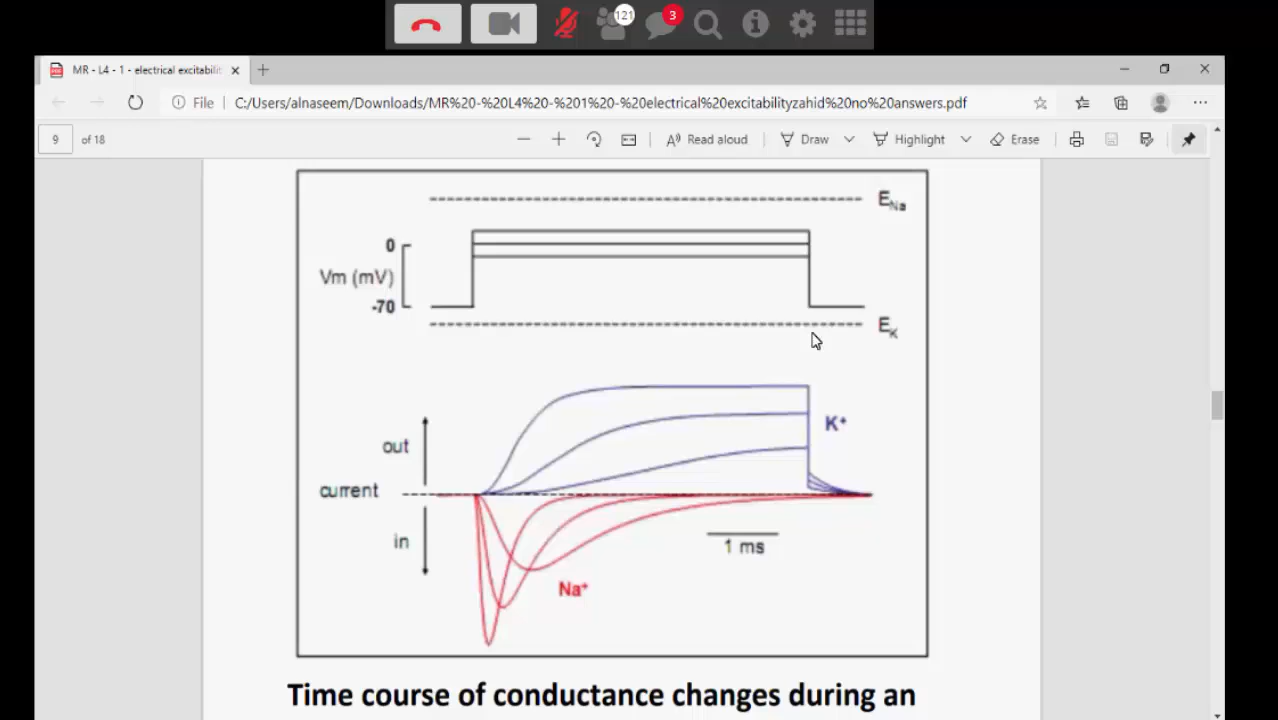 121
3
MR - L4 - 1 - electrical excitabili
File C:/Users/alnaseem/Downloads/MR%20-%20L4%20-%201%20-%20electrical%20excitabilityzahid%20no%20answers.pdf
9 of 18 Read aloud Draw Highlight Erase
ENa
0
Vm (mV)
-70
EK
K+
out
current
in
1 ms
Na+
Time course of conductance changes during an